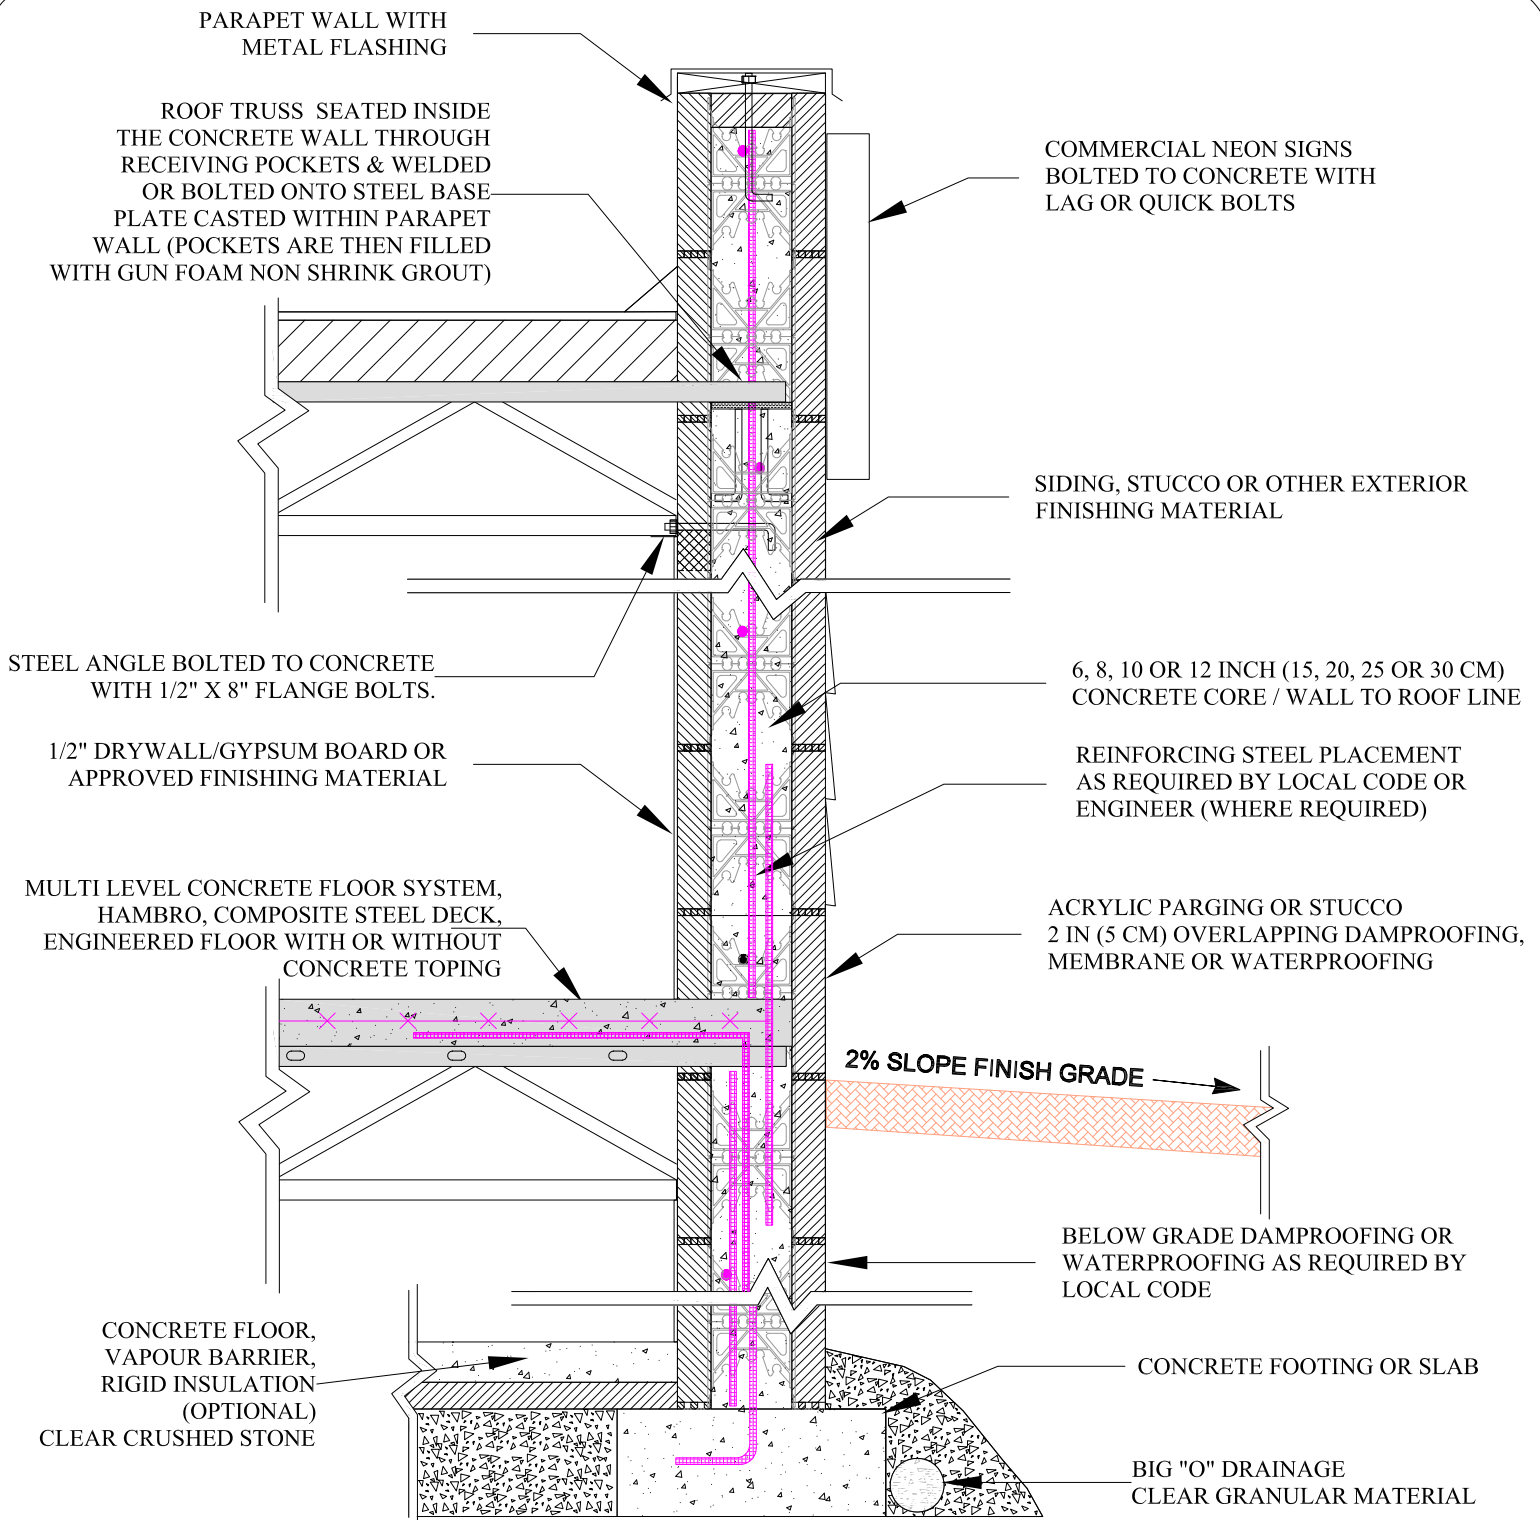 PARAPET WALL WITH
METAL FLASHING
ROOF TRUSS SEATED INSIDE
THE CONCRETE WALL THROUGH
RECEIVING POCKETS & WELDED
OR BOLTED ONTO STEEL BASE
PLATE CASTED WITHIN PARAPET
WALL (POCKETS ARE THEN FILLED
WITH GUN FOAM NON SHRINK GROUT)
COMMERCIAL NEON SIGNS
BOLTED TO CONCRETE WITH
LAG OR QUICK BOLTS
SIDING, STUCCO OR OTHER EXTERIOR
FINISHING MATERIAL
STEEL ANGLE BOLTED TO CONCRETE
WITH 1/2" X 8" FLANGE BOLTS.
6, 8, 10 OR 12 INCH (15, 20, 25 OR 30 CM)
CONCRETE CORE / WALL TO ROOF LINE
1/2" DRYWALL/GYPSUM BOARD OR
APPROVED FINISHING MATERIAL
REINFORCING STEEL PLACEMENT
AS REQUIRED BY LOCAL CODE OR
ENGINEER (WHERE REQUIRED)
MULTI LEVEL CONCRETE FLOOR SYSTEM,
HAMBRO, COMPOSITE STEEL DECK,
ENGINEERED FLOOR WITH OR WITHOUT
CONCRETE TOPING
ACRYLIC PARGING OR STUCCO
2 IN (5 CM) OVERLAPPING DAMPROOFING,
MEMBRANE OR WATERPROOFING
2% SLOPE FINISH GRADE
BELOW GRADE DAMPROOFING OR
WATERPROOFING AS REQUIRED BY
LOCAL CODE
CONCRETE FLOOR,
VAPOUR BARRIER,
RIGID INSULATION
(OPTIONAL)
CLEAR CRUSHED STONE
CONCRETE FOOTING OR SLAB
BIG "O" DRAINAGE
CLEAR GRANULAR MATERIAL